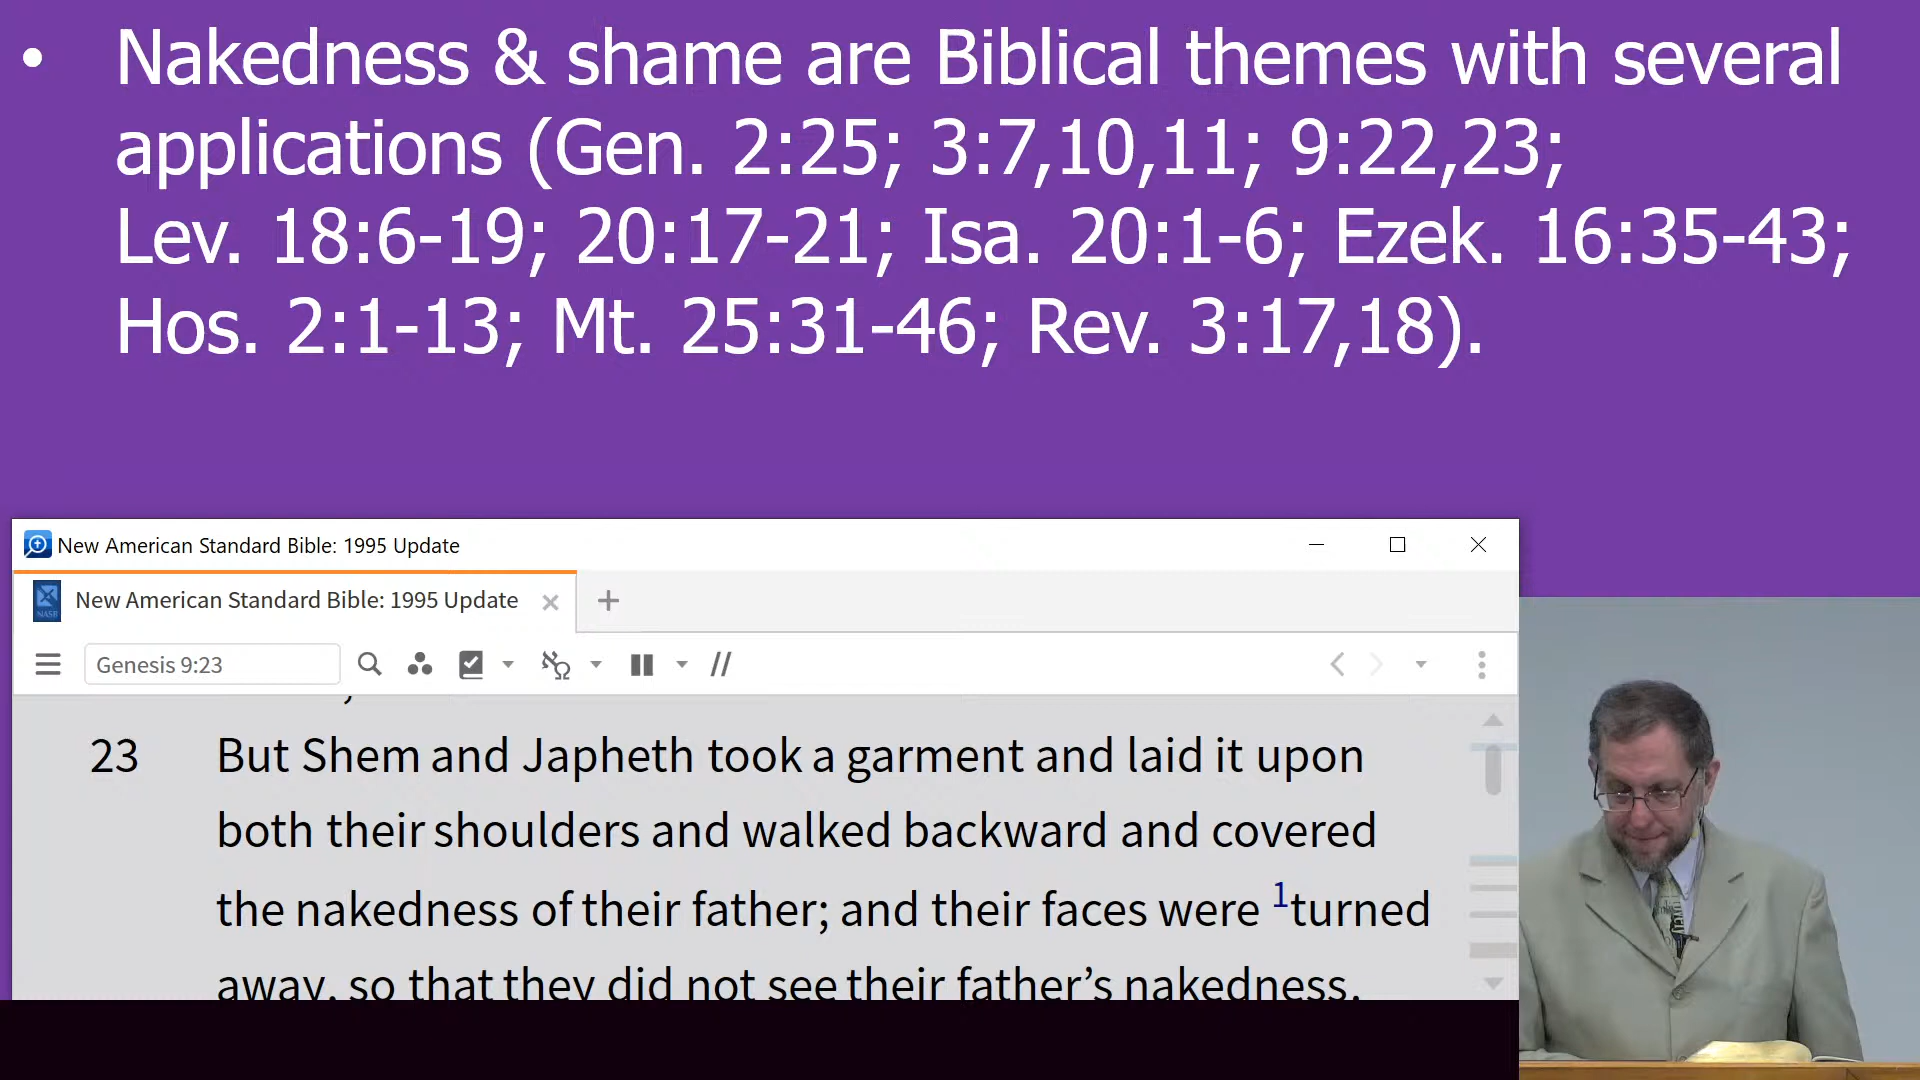 • Nakedness & shame are Biblical themes with several
applications (Gen. 2:25; 3:7,10,11; 9:22,23;
Lev. 18:6-19; 20:17-21; Isa. 20:1-6; Ezek. 16:35-43;
Hos. 2:1-13; Mt. 25:31-46; Rev. 3:17,18).
New American Standard Bible: 1995 Update
New American Standard Bible: 1995 Update
Genesis 9:23
23 But Shem and Japheth took a garment and laid it upon
both their shoulders and walked backward and covered
the nakedness of their father; and their faces were 1turned
away, so that they did not see their father’s nakedness.